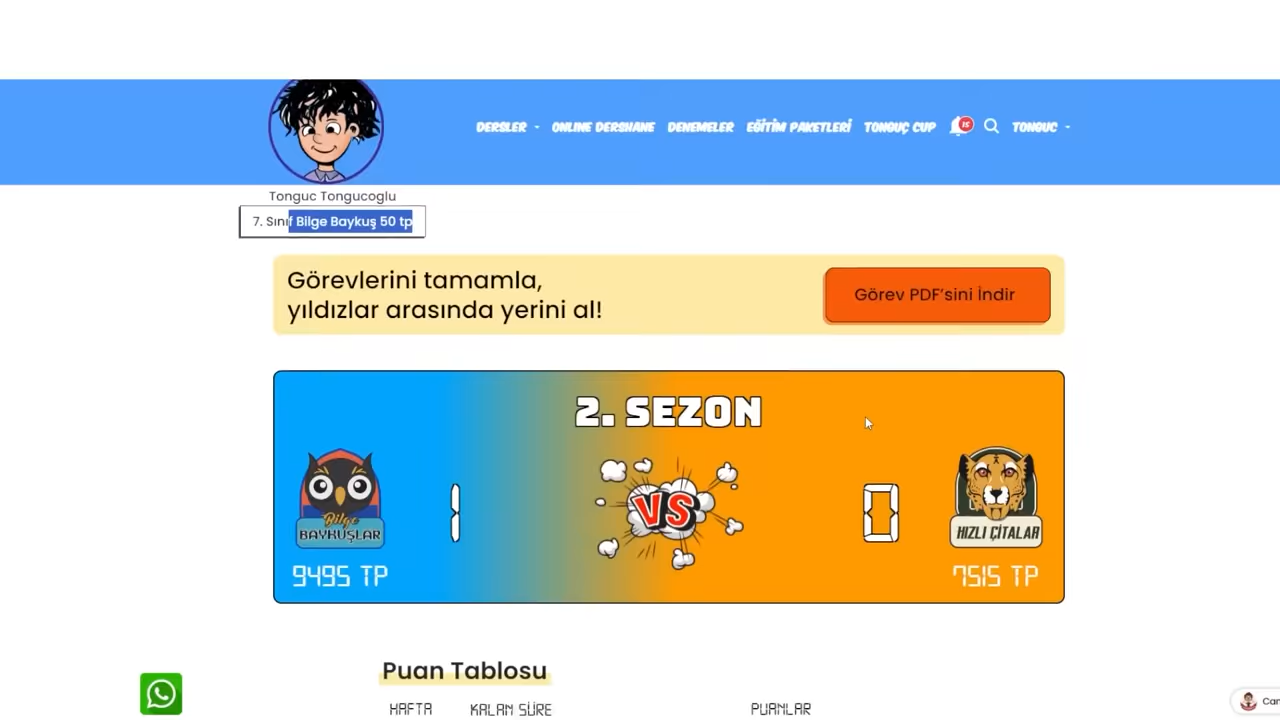 DERSLER
ONLINE DERSHANE
DENEMELER
EĞİTİM PAKETLERİ
TONGUÇ CUP
15
TONGUC
Tonguc Tongucoglu
7. Sınıf Bilge Baykuş 50 tp
Görevlerini tamamla,
yıldızlar arasında yerini al!
Görev PDF'sini İndir
2. SEZON
Bilge
BAYKUŞLAR
1
VS
0
HIZLI ÇİTALAR
9495 TP
7515 TP
Puan Tablosu
HAFTA
KALAN SÜRE
PUANLAR